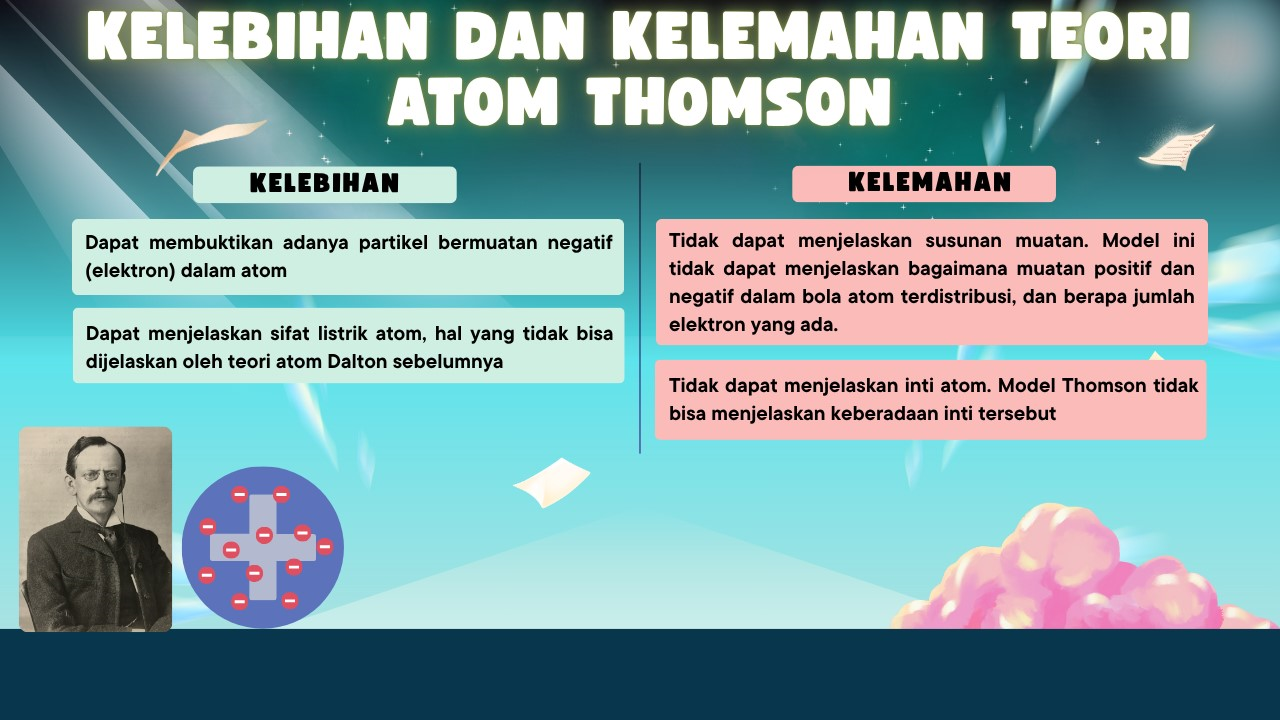 KELEBIHAN DAN KELEMAHAN TEORI
ATOM THOMSON
KELEBIHAN
Dapat membuktikan adanya partikel bermuatan negatif
(elektron) dalam atom
Dapat menjelaskan sifat listrik atom, hal yang tidak bisa
dijelaskan oleh teori atom Dalton sebelumnya
KELEMAHAN
Tidak dapat menjelaskan susunan muatan. Model ini
tidak dapat menjelaskan bagaimana muatan positif dan
negatif dalam bola atom terdistribusi, dan berapa jumlah
elektron yang ada.
Tidak dapat menjelaskan inti atom. Model Thomson tidak
bisa menjelaskan keberadaan inti tersebut